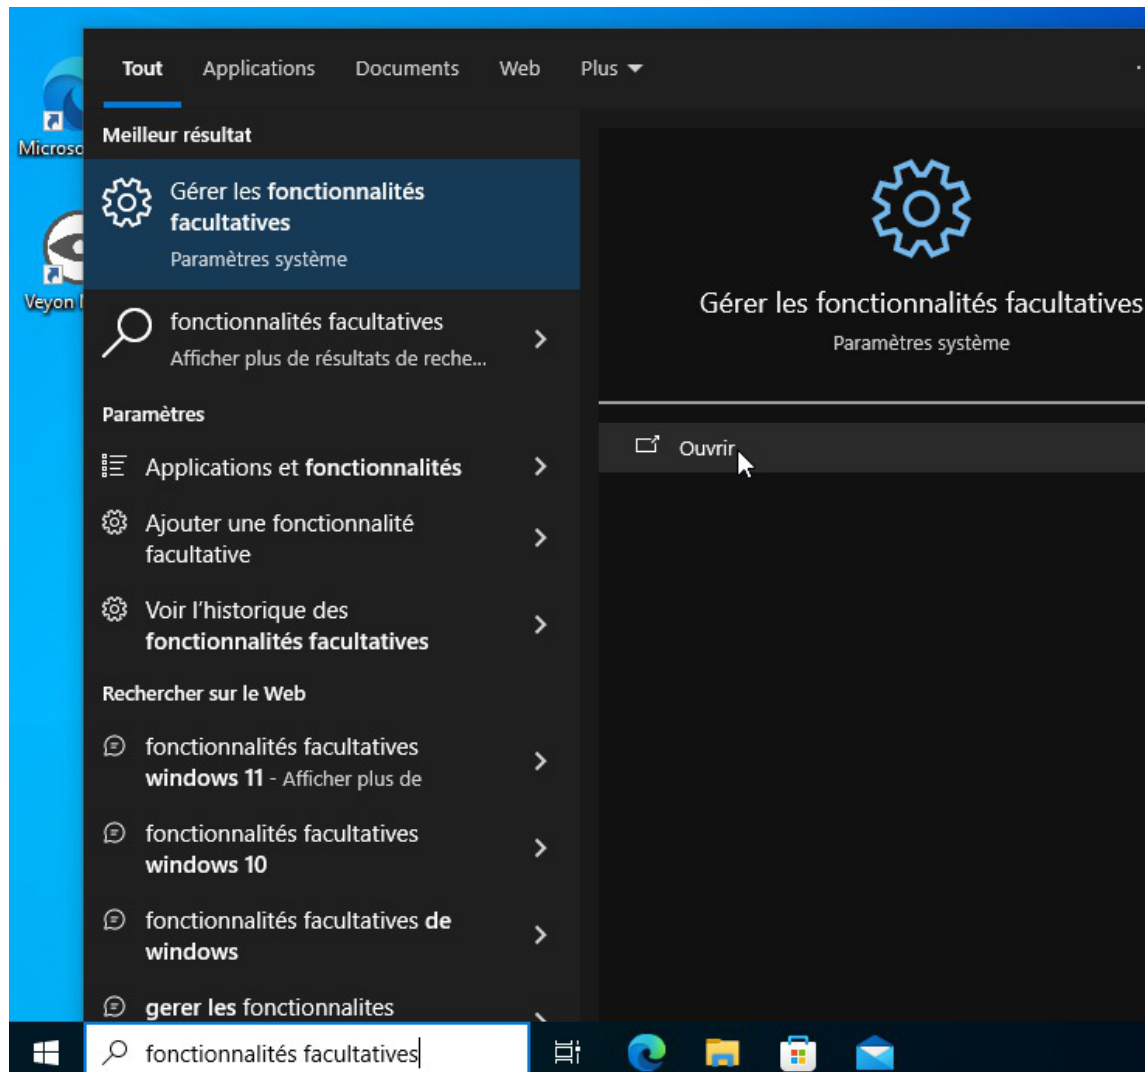 Tout Applications Documents Web Plus
Microso
Meilleur résultat
Gérer les fonctionnalités
facultatives
Paramètres système
Veyon
fonctionnalités facultatives
Afficher plus de résultats de reche...
Paramètres
Applications et fonctionnalités
Ajouter une fonctionnalité
facultative
Voir l'historique des
fonctionnalités facultatives
Rechercher sur le Web
fonctionnalités facultatives
windows 11 - Afficher plus de
fonctionnalités facultatives
windows 10
fonctionnalités facultatives de
windows
gerer les fonctionnalites
fonctionnalités facultatives
Gérer les fonctionnalités facultatives
Paramètres système
Ouvrir